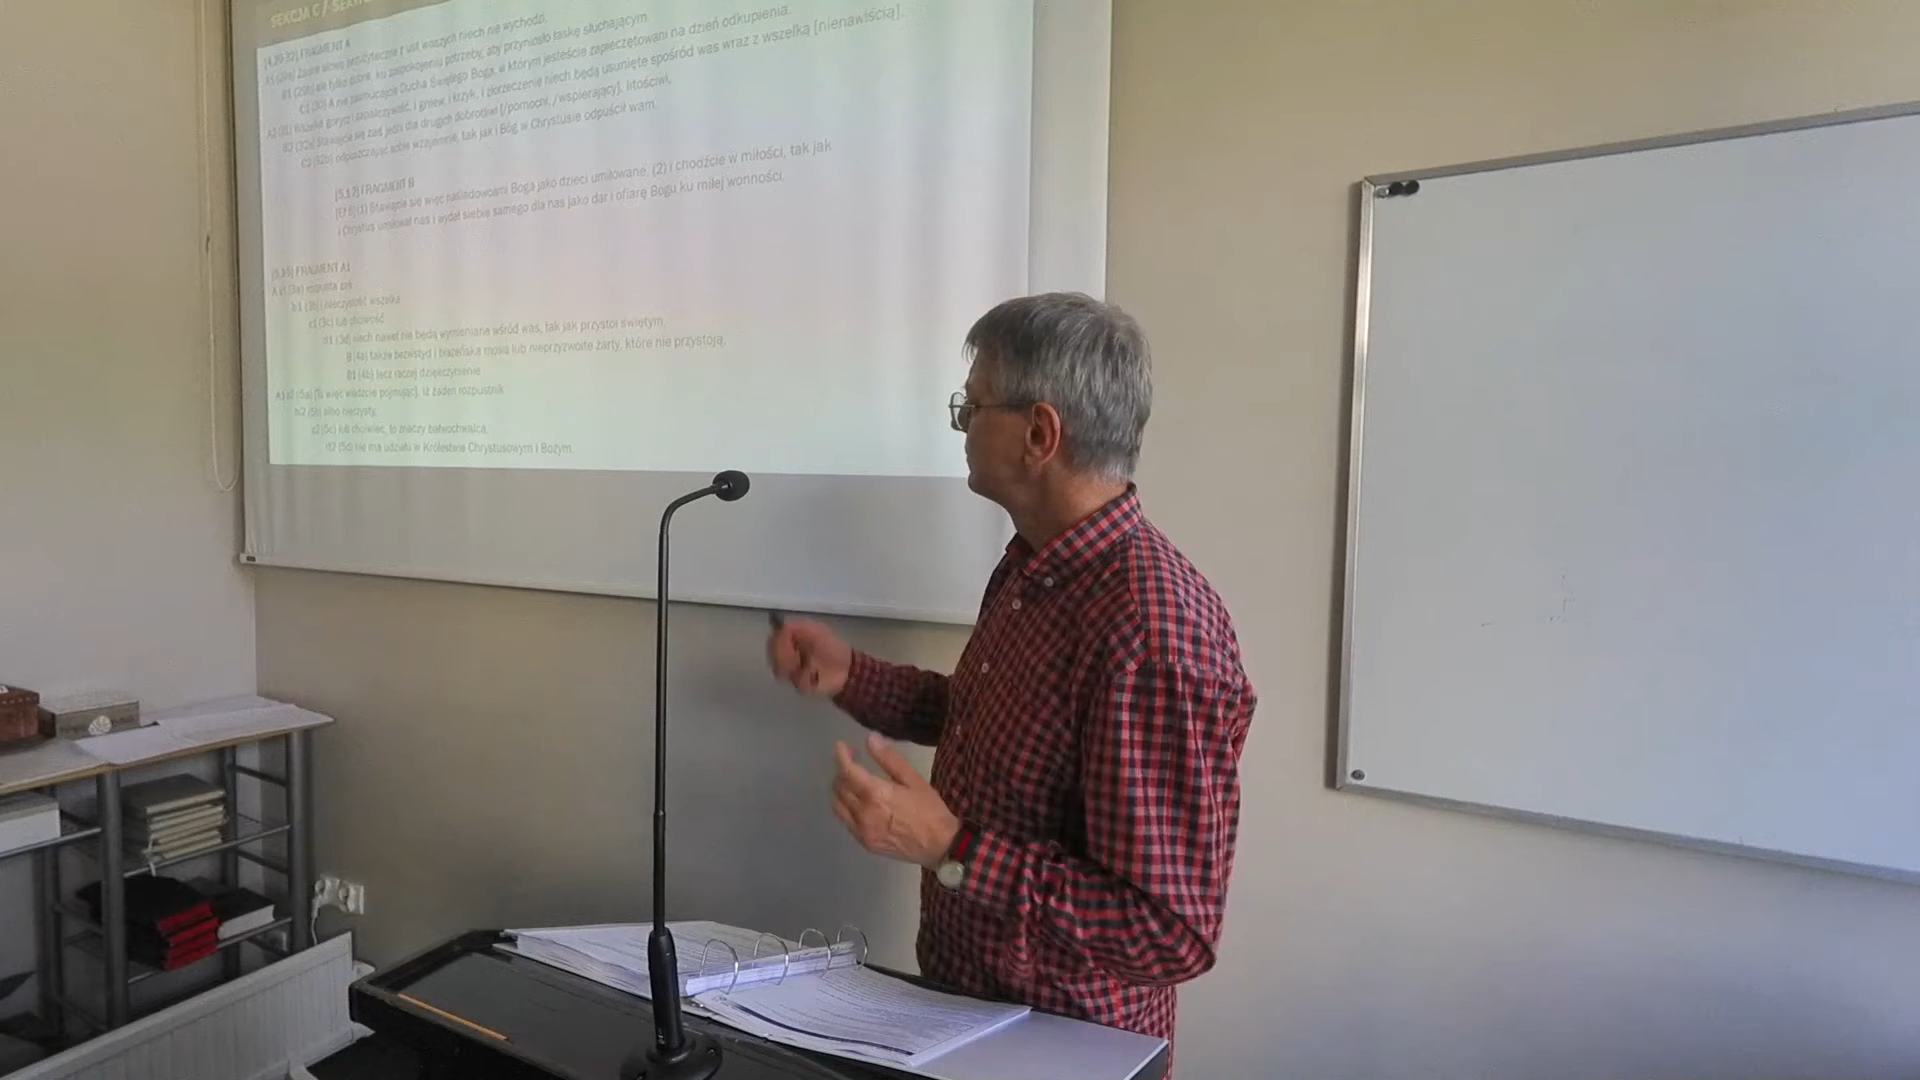 SEKCJA C /
[4,29-32] FRAGMENT A
A1 (29a) Żadne słowo z ust waszych niech nie wychodzi,
B1 (29b) ale tylko dobre, ku zaspokojeniu potrzeby, aby przyniosło łaskę słuchającym.
C1 (30) A nie zasmucajcie Ducha Świętego Boga, w którym jesteście zapieczętowani na dzień odkupienia.
A2 (31) Wszelka gorycz i zapalczywość, i gniew, i krzyk, i złorzeczenie niech będą usunięte spośród was wraz z wszelką [nienawiścią].
B2 (32a) Stawajcie się zaś jedni dla drugich dobrotliwi [/pomocni, /wspierający], litościwi,
C2 (32b) odpuszczając sobie wzajemnie, tak jak i Bóg w Chrystusie odpuścił wam.
[5,1-2] FRAGMENT B
[Ef 5] (1) Stawajcie się więc naśladowcami Boga jako dzieci umiłowane, (2) i chodźcie w miłości, tak jak
i Chrystus umiłował nas i wydał siebie samego dla nas jako dar i ofiarę Bogu ku miłej wonności.
[5,3-5] FRAGMENT A1
A a1 (3a) rozpusta zaś
b1 (3b) i nieczystość wszelka
c1 (3c) lub chciwość
d1 (3d) niech nawet nie będą wymieniane wśród was, tak jak przystoi świętym,
B (4a) także bezwstyd i błazeńska mowa lub nieprzyzwoite żarty, które nie przystoją,
B1 (4b) lecz raczej dziękczynienie
A1 a2 (5a) [To więc wiedzcie pojmując], iż żaden rozpustnik
b2 (5b) albo nieczysty,
c2 (5c) lub chciwiec, to znaczy bałwochwalca,
d2 (5d) nie ma udziału w Królestwie Chrystusowym i Bożym.